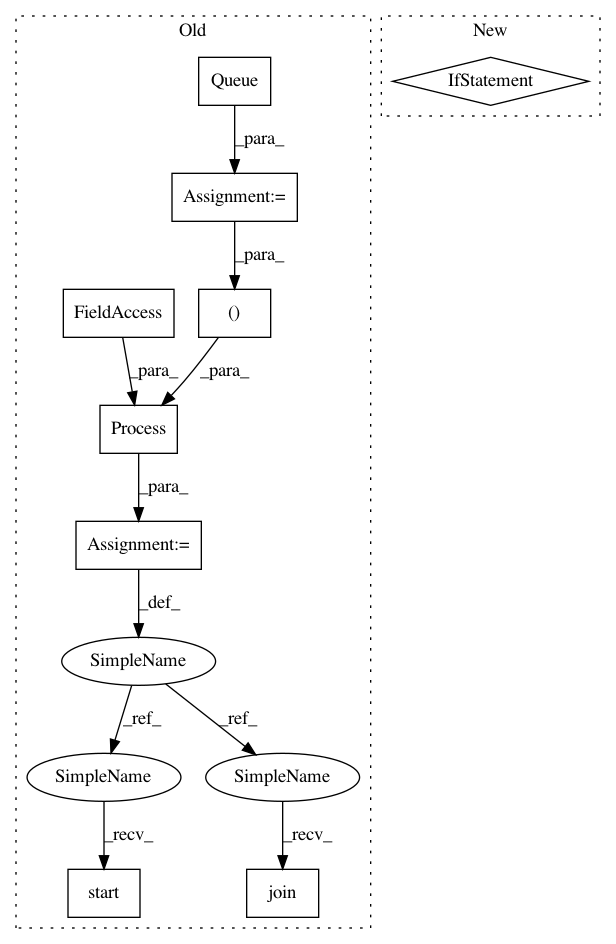 Old
New
Queue
IfStatement
_para_
Assignment:=
_para_
FieldAccess
()
_para_
_para_
Process
_para_
Assignment:=
_def_
SimpleName
_ref_
_ref_
SimpleName
SimpleName
_recv_
_recv_
start
join